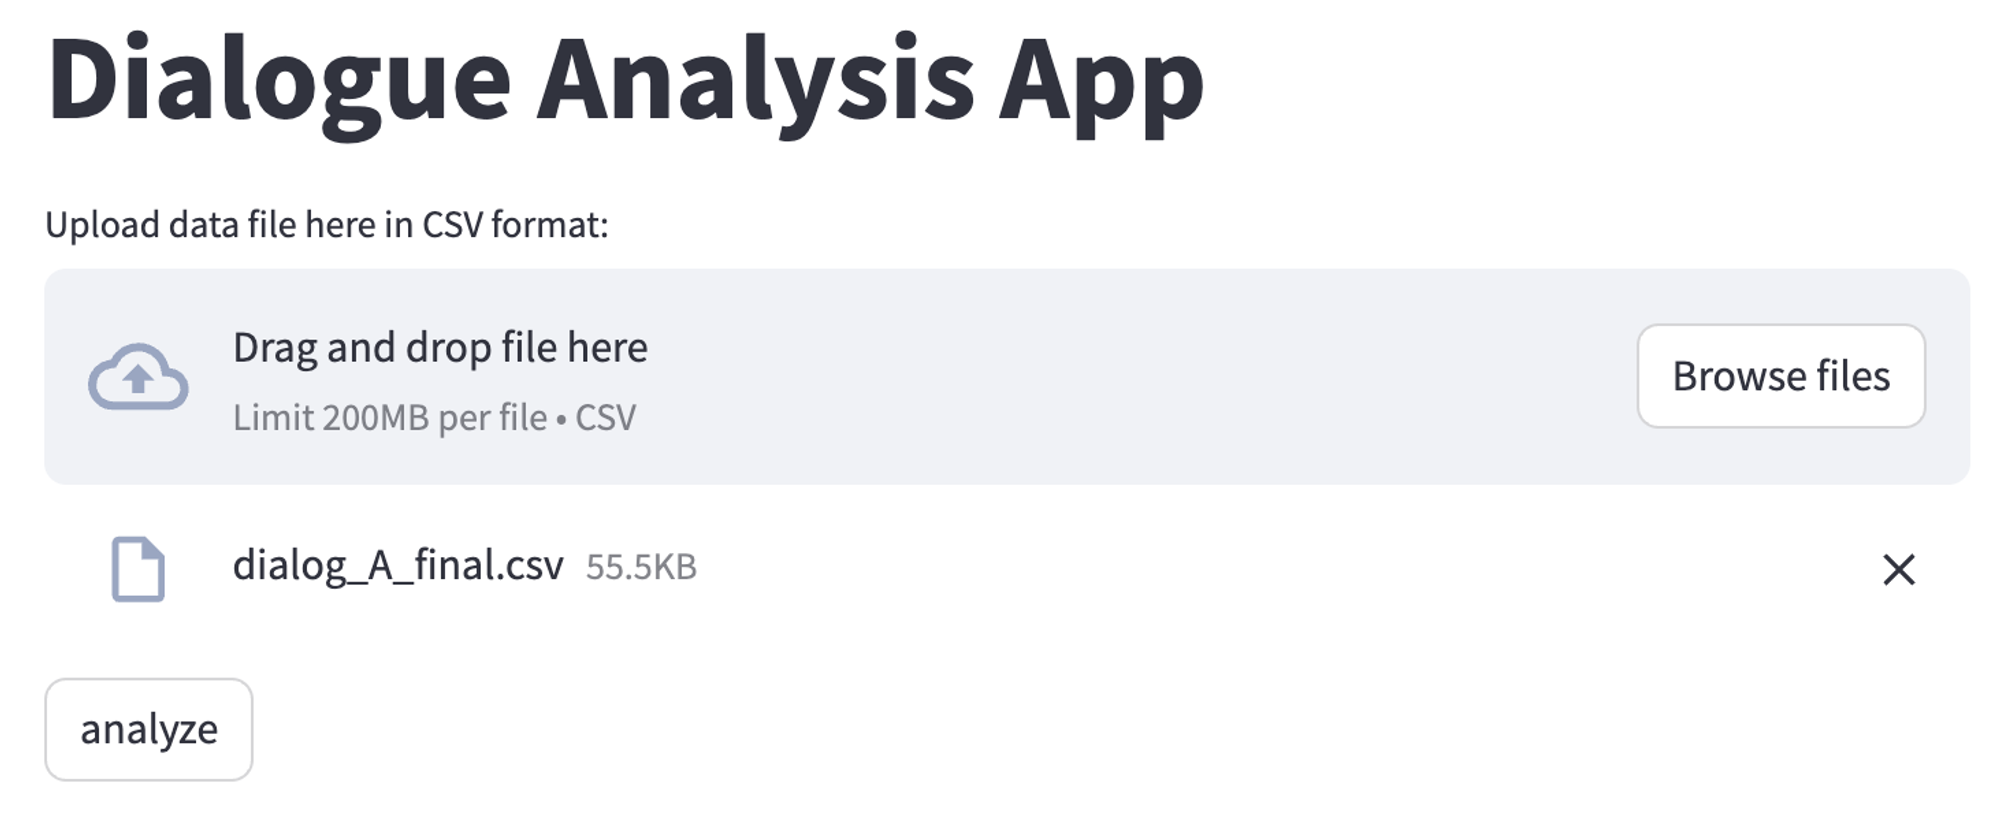 Dialogue Analysis App
Upload data file here in CSV format:
Drag and drop file here
Limit 200MB per file • CSV
Browse files
dialog_A_final.csv 55.5KB
analyze